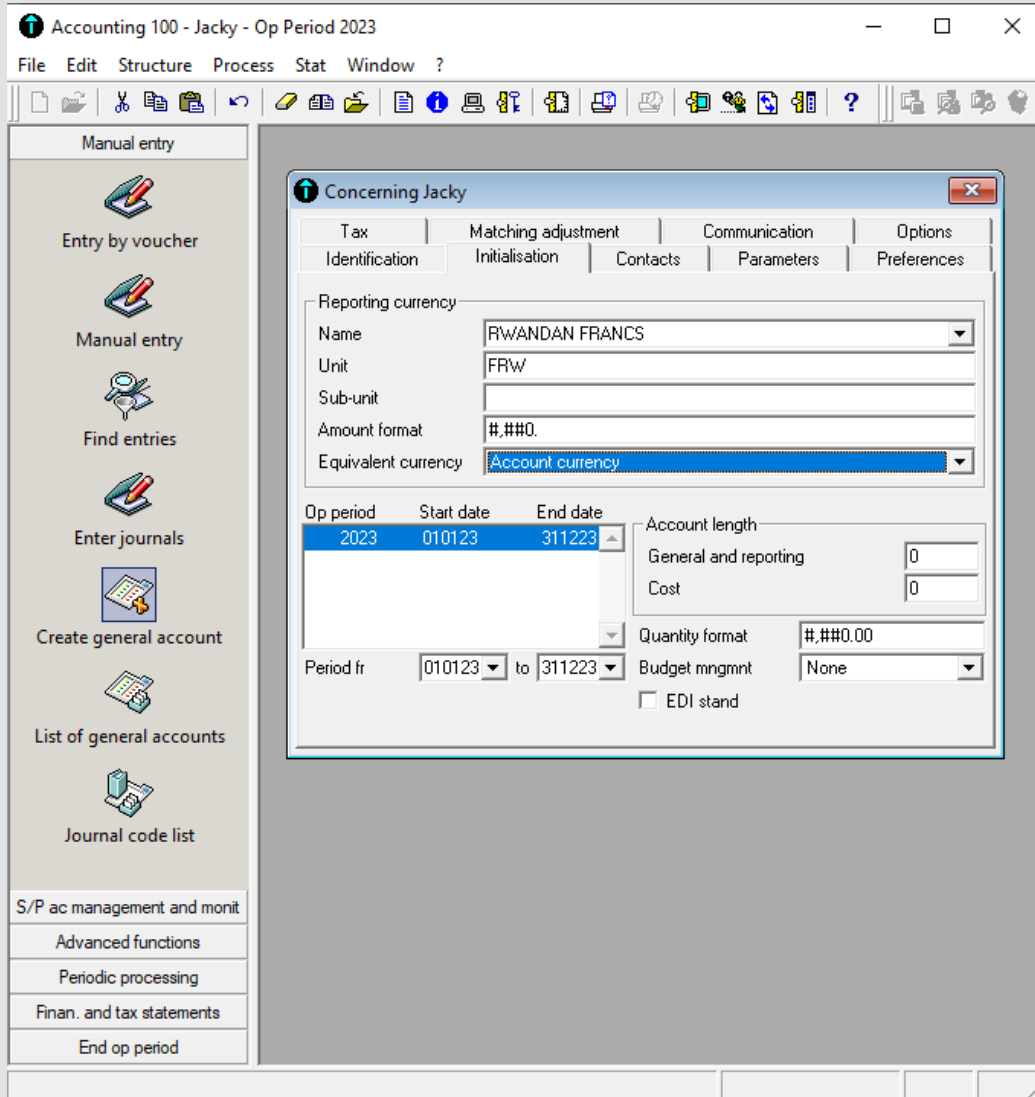 Accounting 100 - Jacky - Op Period 2023
File Edit Structure Process Stat Window ?
Manual entry
Entry by voucher
Manual entry
Find entries
Enter journals
Create general account
List of general accounts
Journal code list
S/P ac management and monit
Advanced functions
Periodic processing
Finan. and tax statements
End op period
Concerning Jacky
Tax Matching adjustment Communication Options
Identification Initialisation Contacts Parameters Preferences
Reporting currency
Name RWANDAN FRANCS
Unit FRW
Sub-unit
Amount format #,##0.
Equivalent currency Account currency
Op period Start date End date
2023 010123 311223
Account length
General and reporting 0
Cost 0
Quantity format #,##0.00
Period fr 010123 to 311223 Budget mngmnt None
EDI stand